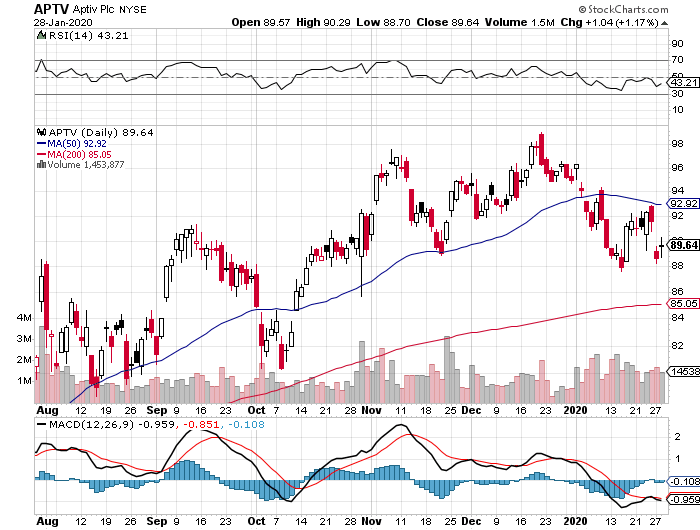 APTV Aptiv Plc NYSE © StockCharts.com
28-Jan-2020 Open 89.57 High 90.29 Low 88.70 Close 89.64 Volume 1.5M Chg +1.04 (+1.17%)
RSI(14) 43.21
90
70
50
43.21
30
10
APTV (Daily) 89.64
MA(50) 92.92
MA(200) 85.05
Volume 1,453,877
98
96
94
92.92
92
90
89.64
88
86
85.05
84
82
80
4M
3M
2M
1M
14538
Aug 12 19 26 Sep 9 16 23 Oct 7 14 21 28 Nov 11 18 25 Dec 9 16 23 2020 13 21 27
MACD(12,26,9) -0.959, -0.851, -0.108
2
1
-0.108
-0.959
Aug 12 19 26 Sep 9 16 23 Oct 7 14 21 28 Nov 11 18 25 Dec 9 16 23 2020 13 21 27